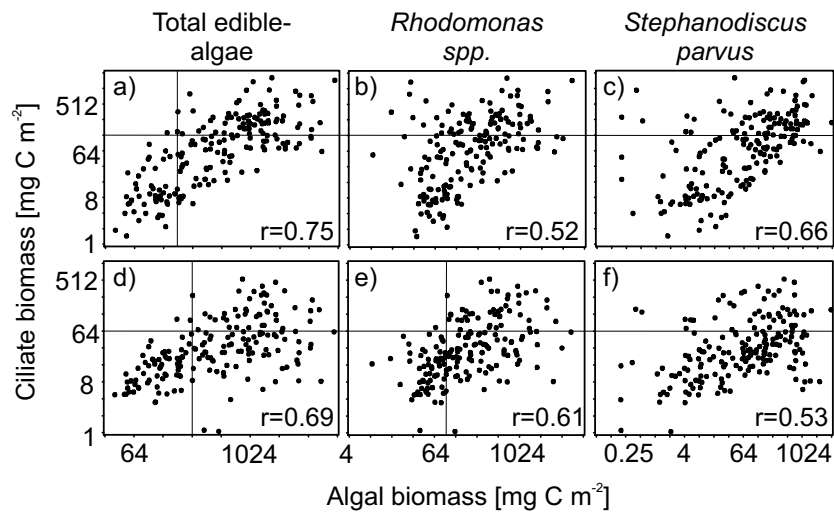 Total edible-
algae
Rhodomonas
spp.
Stephanodiscus
parvus
Ciliate biomass [mg C m-2]
512
64
8
1
a)
r=0.75
b)
r=0.52
c)
r=0.66
512
64
8
1
d)
r=0.69
e)
r=0.61
f)
r=0.53
64 1024
4 64 1024
0.25 4 64 1024
Algal biomass [mg C m-2]